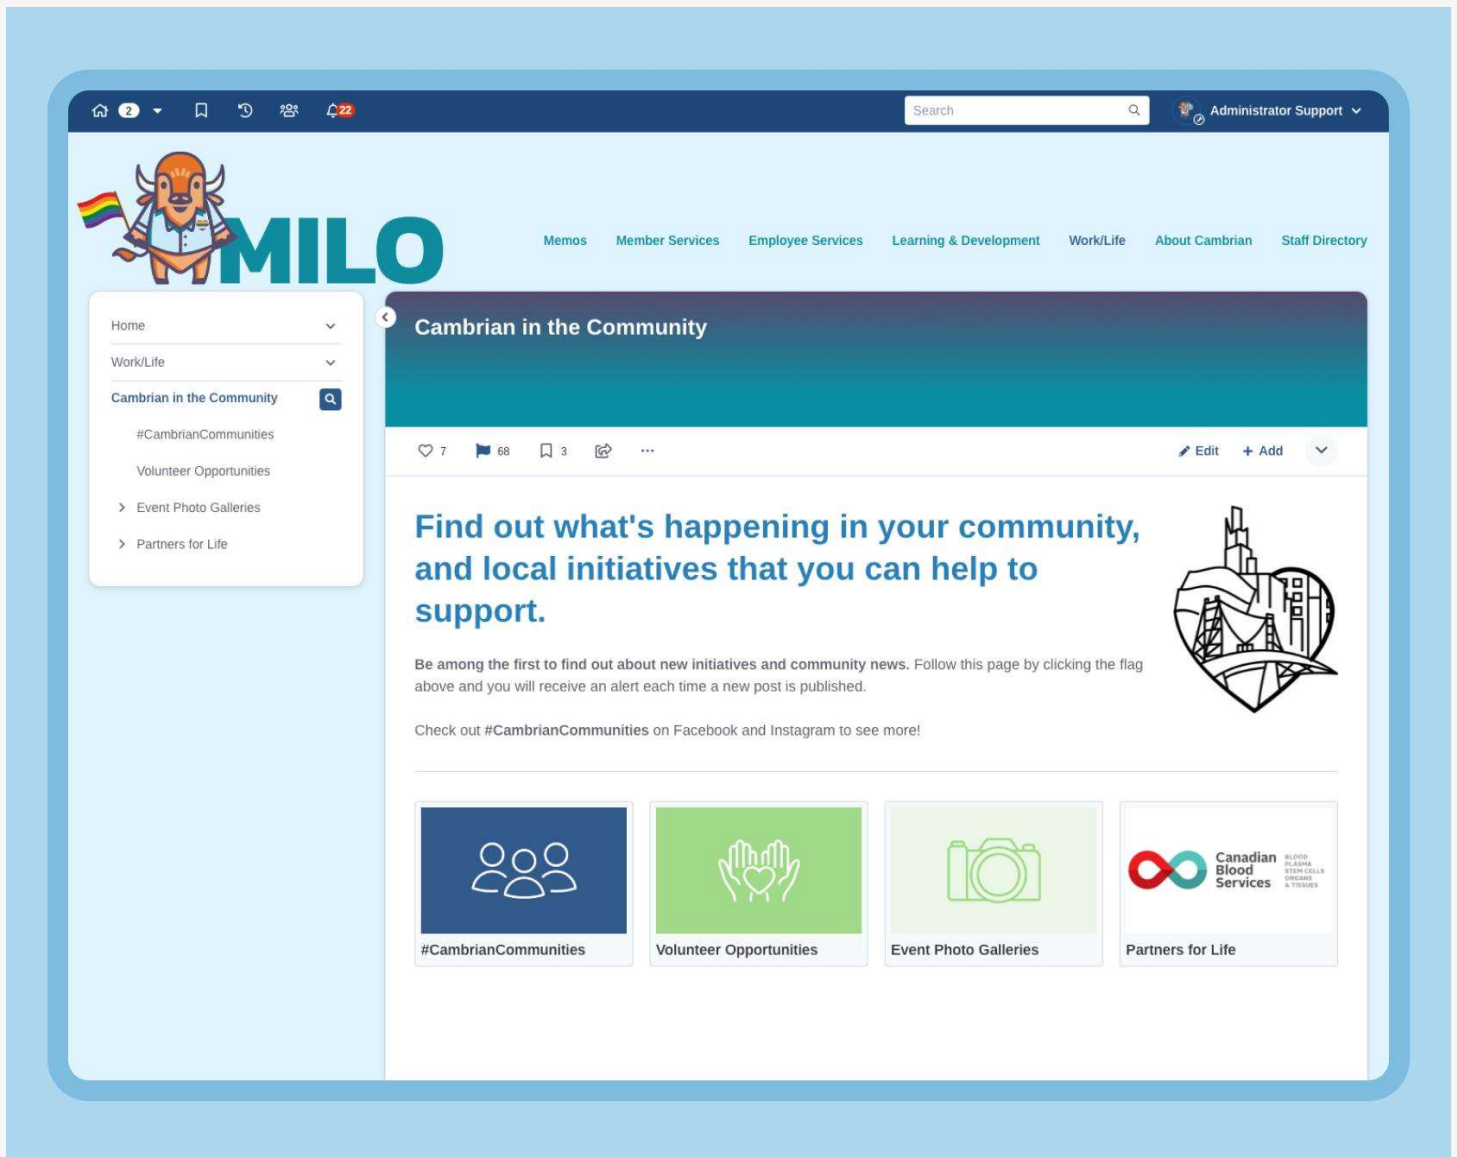 2
22
Search
Administrator Support
MILO
Memos
Member Services
Employee Services
Learning & Development
Work/Life
About Cambrian
Staff Directory
Home
Work/Life
Cambrian in the Community
#CambrianCommunities
Volunteer Opportunities
Event Photo Galleries
Partners for Life
Cambrian in the Community
7
68
3
Edit
Add
Find out what's happening in your community,
and local initiatives that you can help to
support.
Be among the first to find out about new initiatives and community news. Follow this page by clicking the flag
above and you will receive an alert each time a new post is published.
Check out #CambrianCommunities on Facebook and Instagram to see more!
Canadian
Blood
Services
BLOOD
PLASMA
STEM CELLS
ORGANS
& TISSUES
#CambrianCommunities
Volunteer Opportunities
Event Photo Galleries
Partners for Life